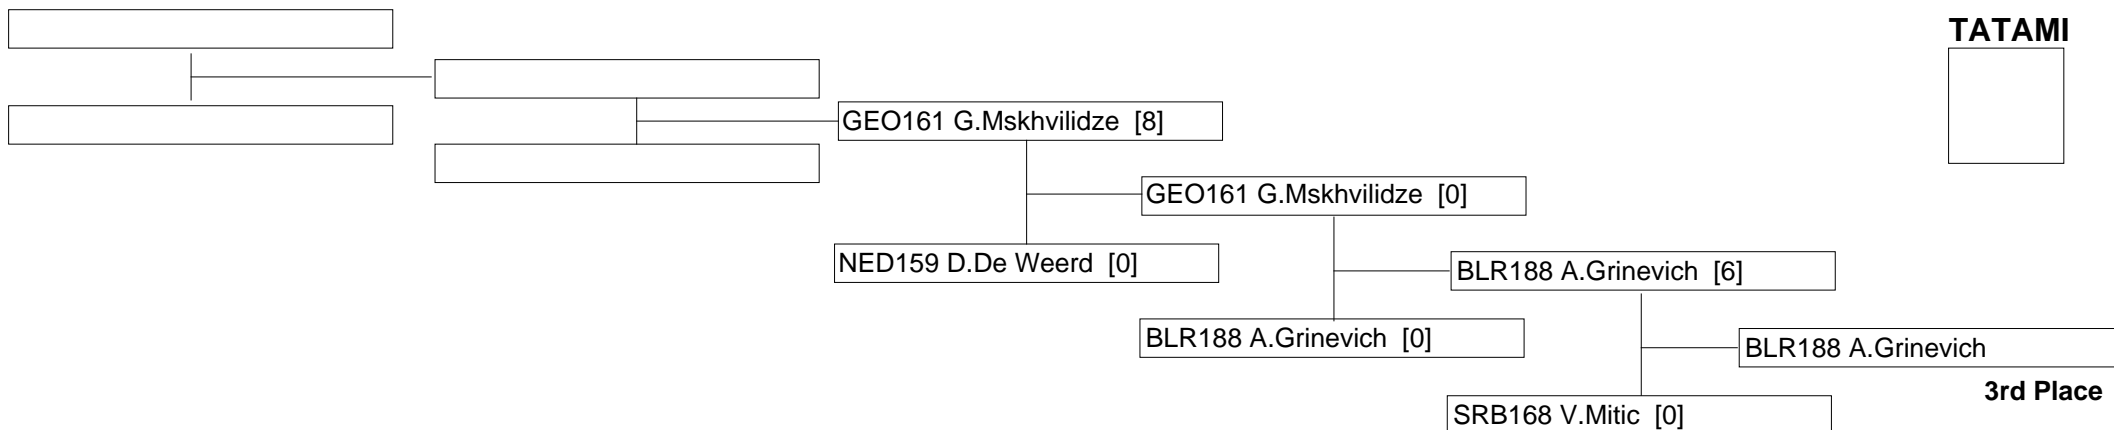 TATAMI
GEO161 G.Mskhvilidze [8]
GEO161 G.Mskhvilidze [0]
NED159 D.De Weerd [0]
BLR188 A.Grinevich [6]
BLR188 A.Grinevich [0]
BLR188 A.Grinevich
3rd Place
SRB168 V.Mitic [0]